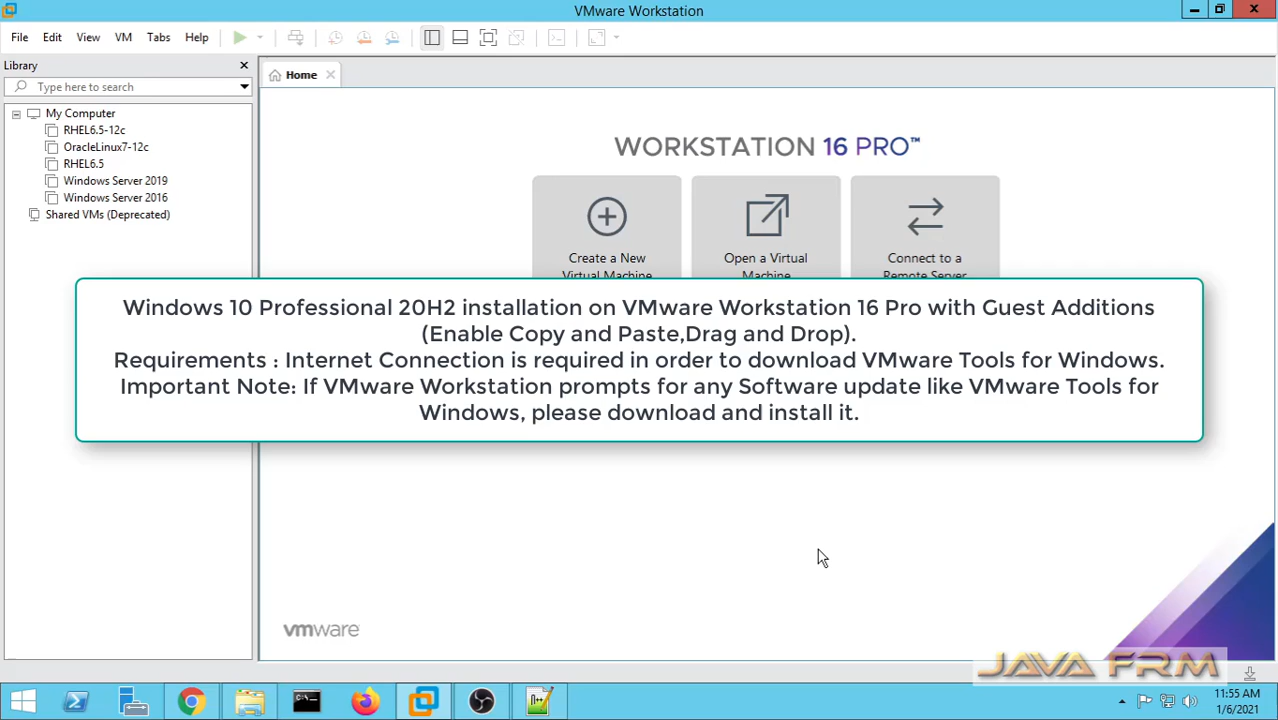 VMware Workstation
File Edit View VM Tabs Help
Library
Type here to search
Home
My Computer
RHEL6.5-12c
OracleLinux7-12c
RHEL6.5
Windows Server 2019
Windows Server 2016
Shared VMs (Deprecated)
WORKSTATION 16 PRO™
Create a New
Virtual Machine
Open a Virtual
Machine
Connect to a
Remote Server
Windows 10 Professional 20H2 installation on VMware Workstation 16 Pro with Guest Additions
(Enable Copy and Paste,Drag and Drop).
Requirements : Internet Connection is required in order to download VMware Tools for Windows.
Important Note: If VMware Workstation prompts for any Software update like VMware Tools for
Windows, please download and install it.
vmware
JAVA FRM
11:55 AM
1/6/2021